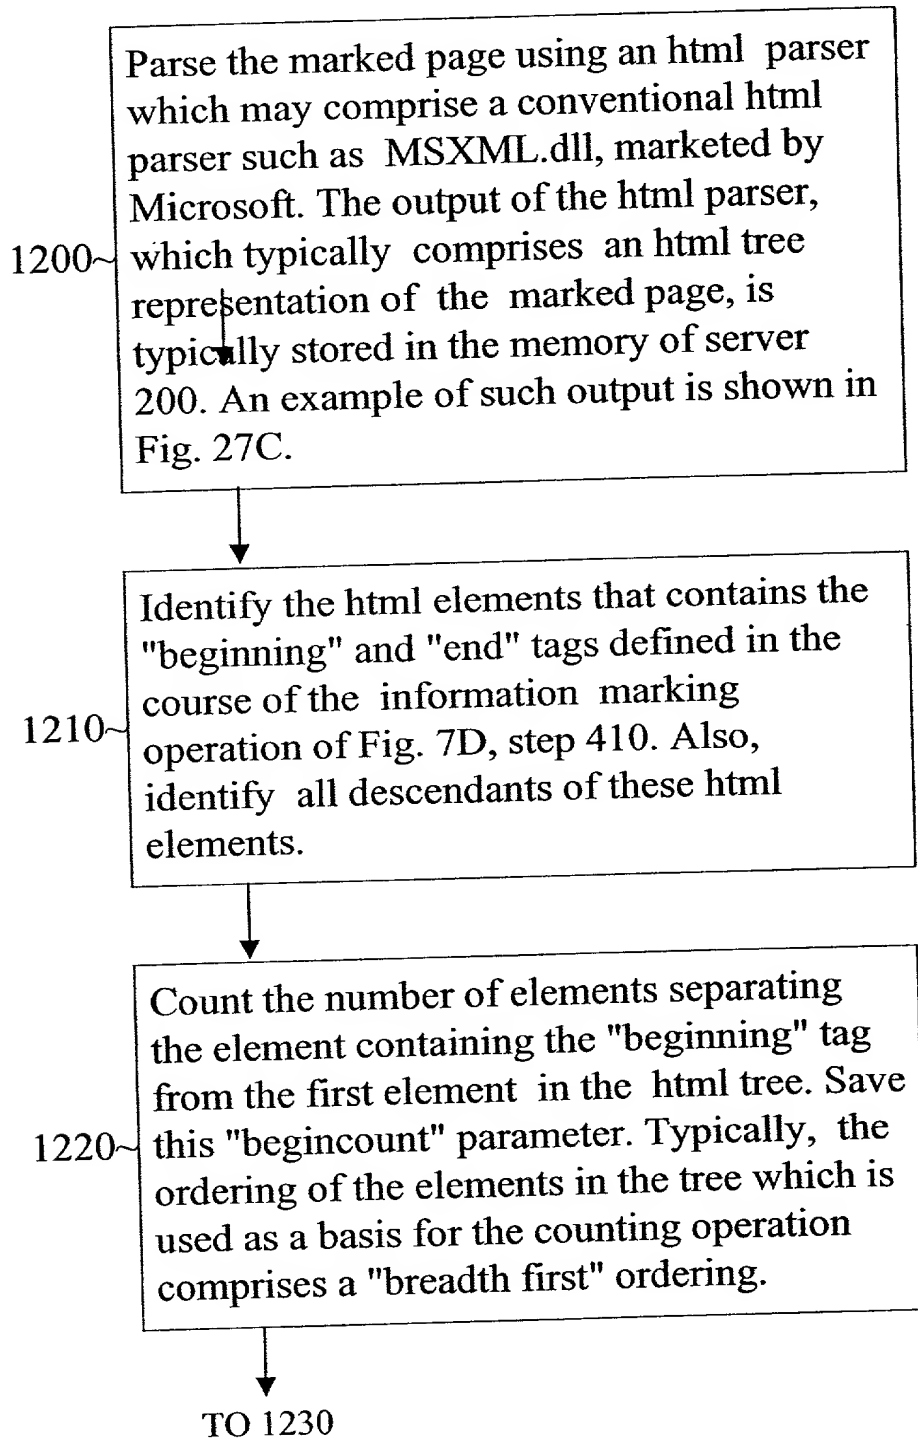 Parse the marked page using an html parser
which may comprise a conventional html
parser such as MSXML.dll, marketed by
Microsoft. The output of the html parser,
1200~ which typically comprises an html tree
representation of the marked page, is
typically stored in the memory of server
200. An example of such output is shown in
Fig. 27C.
Identify the html elements that contains the
"beginning" and "end" tags defined in the
course of the information marking
1210~ operation of Fig. 7D, step 410. Also,
identify all descendants of these html
elements.
Count the number of elements separating
the element containing the "beginning" tag
from the first element in the html tree. Save
1220~ this "begincount" parameter. Typically, the
ordering of the elements in the tree which is
used as a basis for the counting operation
comprises a "breadth first" ordering.
TO 1230